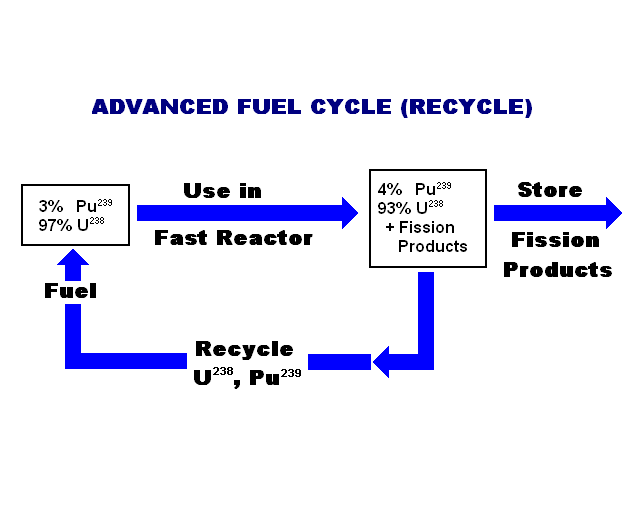 ADVANCED FUEL CYCLE (RECYCLE)
3% Pu²³⁹
97% U²³⁸
Use in
Fast Reactor
4% Pu²³⁹
93% U²³⁸
+ Fission
Products
Store
Fission
Products
Fuel
Recycle
U²³⁸, Pu²³⁹